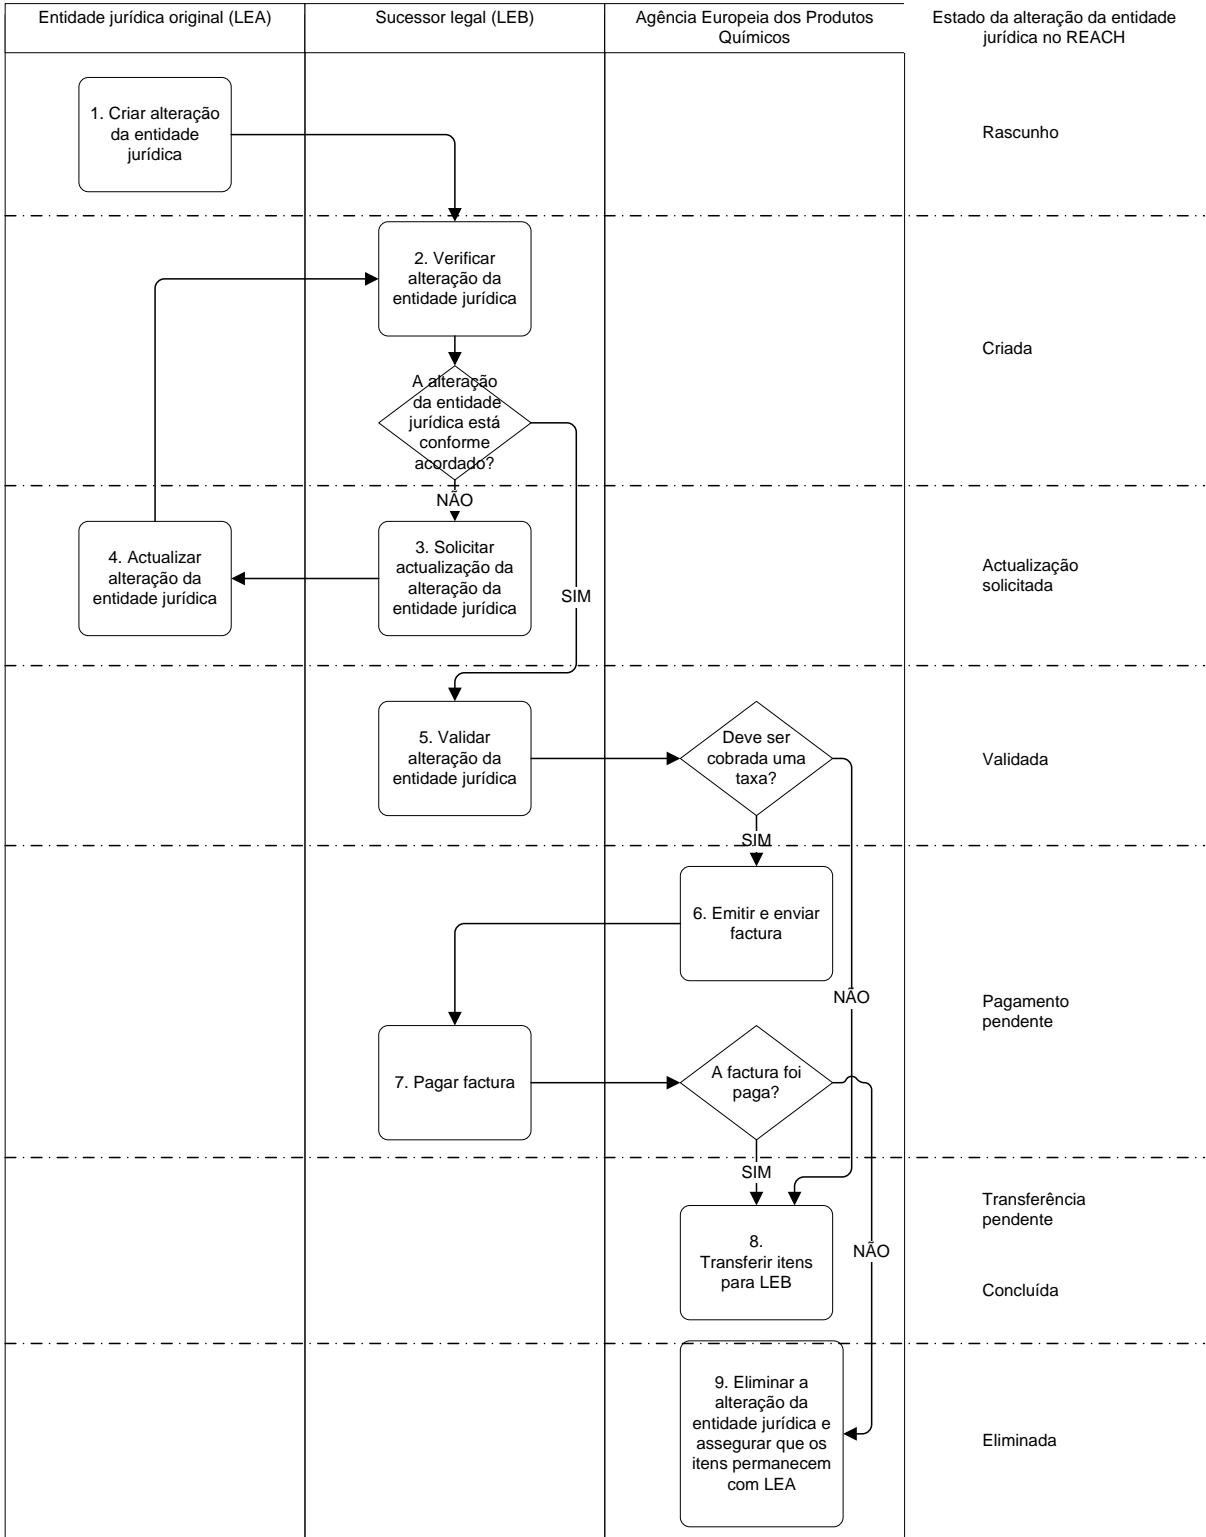 Entidade jurídica original (LEA)
Sucessor legal (LEB)
Agência Europeia dos Produtos
Químicos
Estado da alteração da entidade
jurídica no REACH
1. Criar alteração
da entidade
jurídica
Rascunho
2. Verificar
alteração da
entidade jurídica
Criada
A alteração
da entidade
jurídica está
conforme
acordado?
NÃO
4. Actualizar
alteração da
entidade jurídica
3. Solicitar
actualização da
alteração da
entidade jurídica
SIM
Actualização
solicitada
5. Validar
alteração da
entidade jurídica
Deve ser
cobrada uma
taxa?
Validada
SIM
6. Emitir e enviar
factura
NÃO
Pagamento
pendente
7. Pagar factura
A factura foi
paga?
SIM
Transferência
pendente
8.
Transferir itens
para LEB
NÃO
Concluída
9. Eliminar a
alteração da
entidade jurídica e
assegurar que os
itens permanecem
com LEA
Eliminada